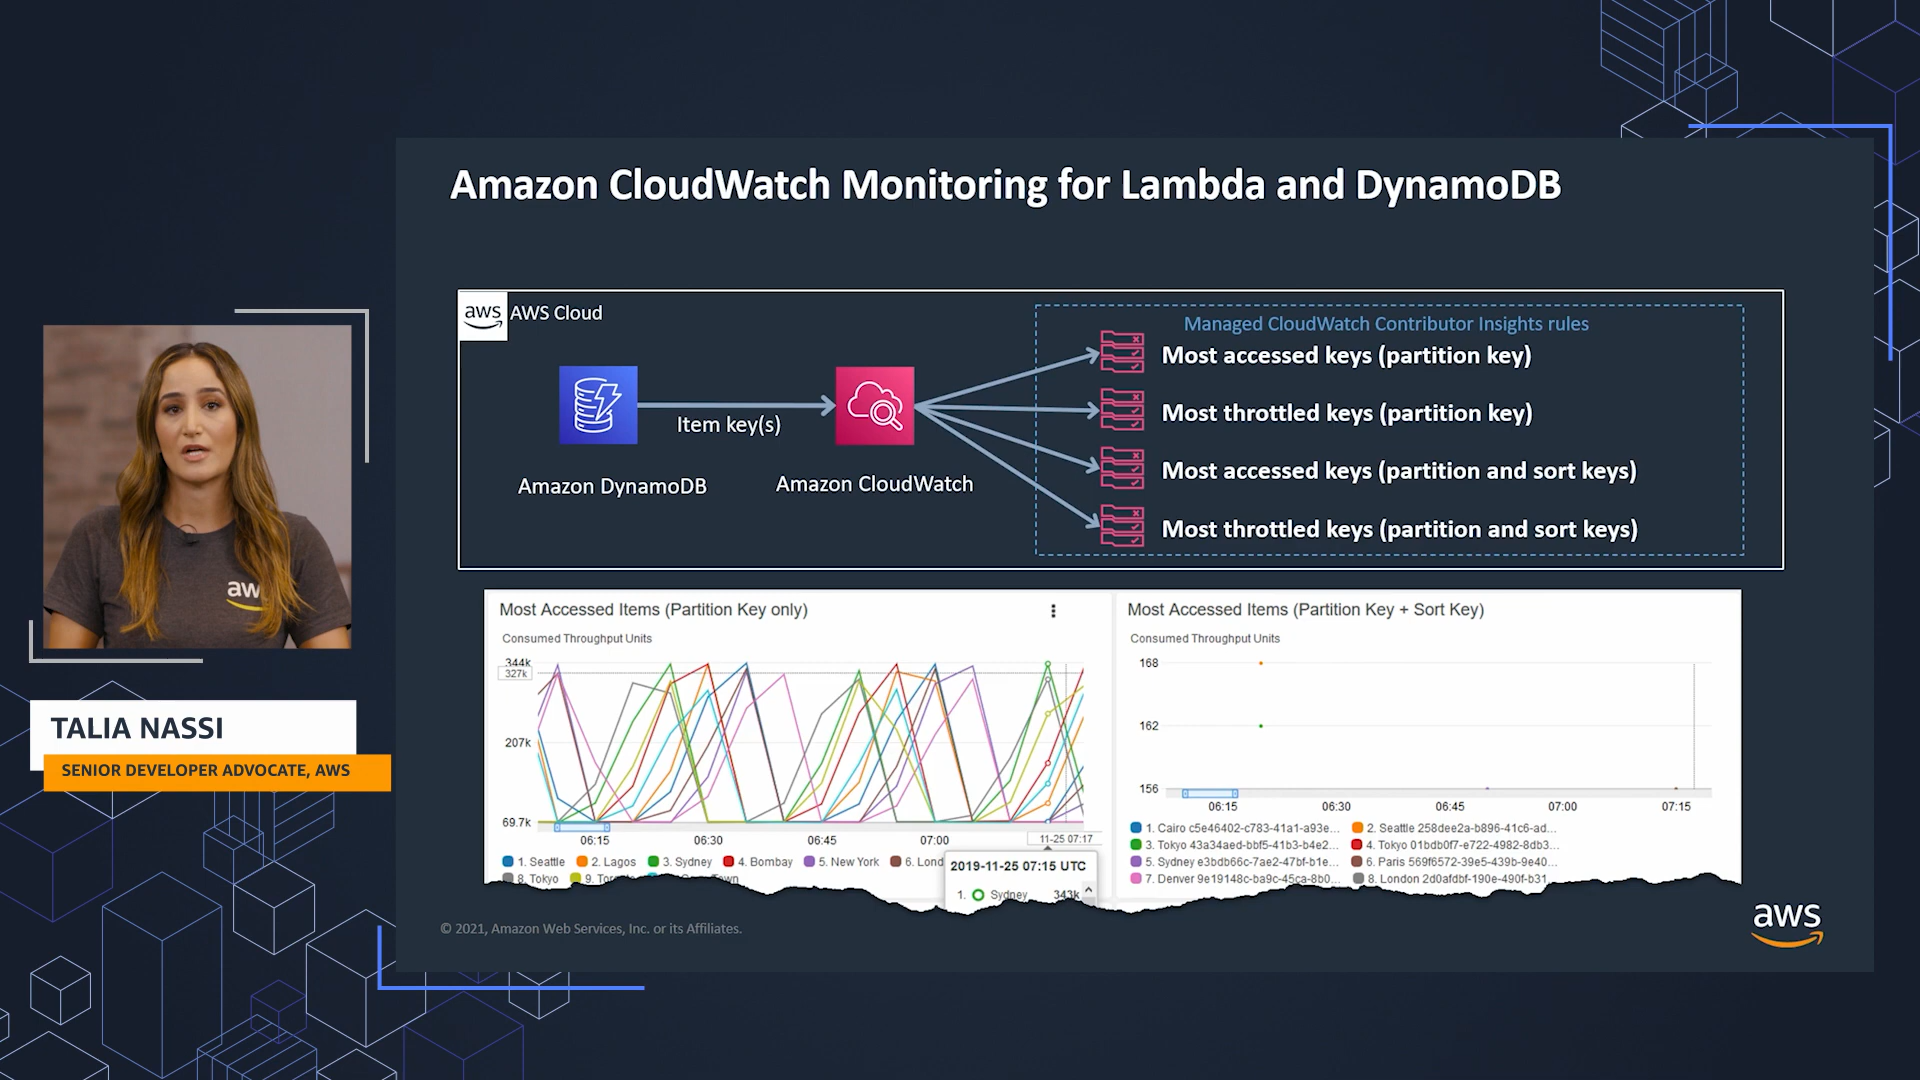 Amazon CloudWatch Monitoring for Lambda and DynamoDB
aws AWS Cloud
Managed CloudWatch Contributor Insights rules
Most accessed keys (partition key)
Most throttled keys (partition key)
Most accessed keys (partition and sort keys)
Most throttled keys (partition and sort keys)
Item key(s)
Amazon DynamoDB
Amazon CloudWatch
aw
TALIA NASSI
SENIOR DEVELOPER ADVOCATE, AWS
Most Accessed Items (Partition Key only)
Consumed Throughput Units
344k
327k
207k
69.7k
06:15 06:30 06:45 07:00 11-25 07:17
1. Seattle 2. Lagos 3. Sydney 4. Bombay 5. New York 6. Lond
8. Tokyo 9.
2019-11-25 07:15 UTC
1. Sydney 343k
Most Accessed Items (Partition Key + Sort Key)
Consumed Throughput Units
168
162
156
06:15 06:30 06:45 07:00 07:15
1. Cairo c5e46402-c783-41a1-a93e... 2. Seattle 258dee2a-b896-41c6-ad...
3. Tokyo 43a34aed-bbf5-41b3-b4e2... 4. Tokyo 01bdb0f7-e722-4982-8db3...
5. Sydney e3bdb66c-7ae2-47bf-b1e... 6. Paris 569f6572-39e5-439b-9e40...
7. Denver 9e19148c-ba9c-45ca-8b0... 8. London 2d0afdbf-190e-490f-b31
© 2021, Amazon Web Services, Inc. or its Affiliates.
aws